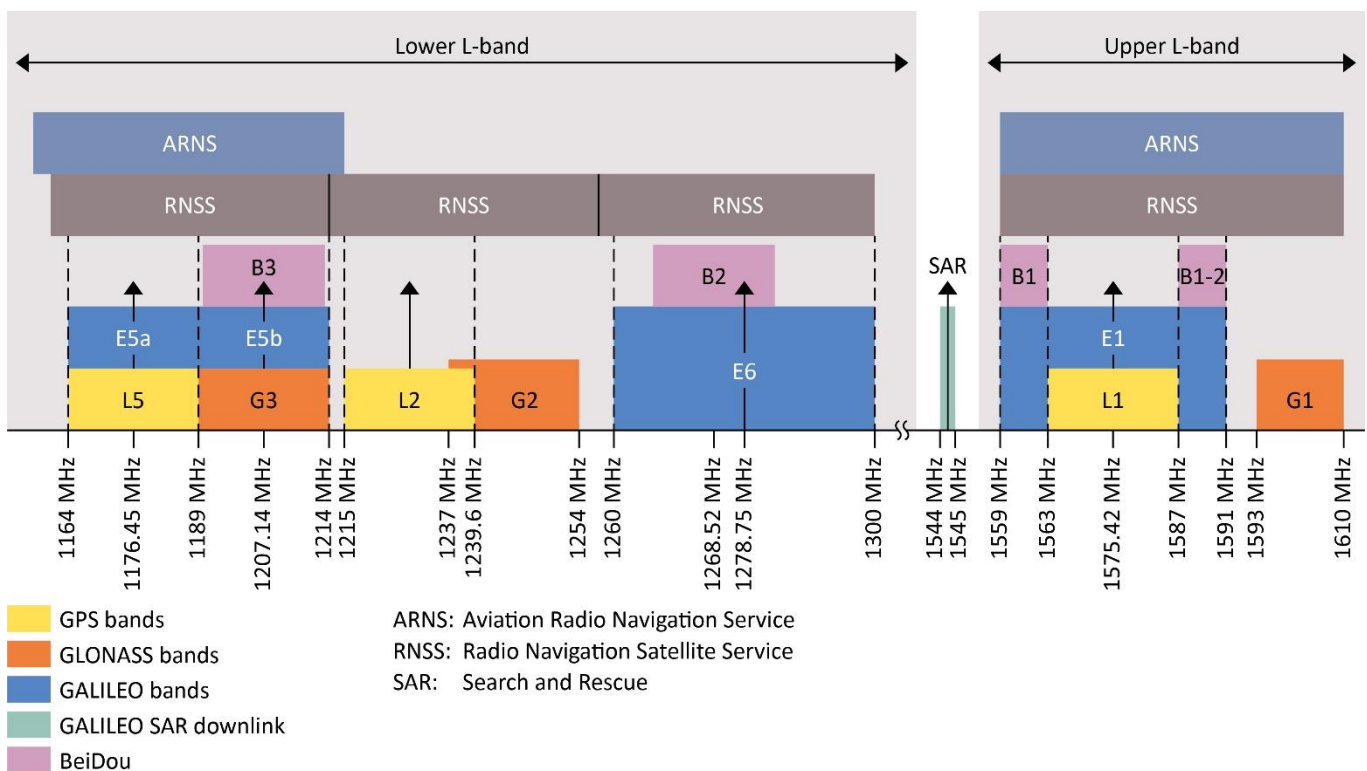 Lower L-band
Upper L-band
ARNS
ARNS
RNSS
RNSS
RNSS
RNSS
SAR
B3
B2
B1
B1-2
E5a
E5b
E6
E1
L5
G3
L2
G2
L1
G1
1164 MHz
1176.45 MHz
1189 MHz
1207.14 MHz
1214 MHz
1215 MHz
1237 MHz
1239.6 MHz
1254 MHz
1260 MHz
1268.52 MHz
1278.75 MHz
1300 MHz
1544 MHz
1545 MHz
1559 MHz
1563 MHz
1575.42 MHz
1587 MHz
1591 MHz
1593 MHz
1610 MHz
GPS bands
GLONASS bands
GALILEO bands
GALILEO SAR downlink
BeiDou
ARNS: Aviation Radio Navigation Service
RNSS: Radio Navigation Satellite Service
SAR: Search and Rescue